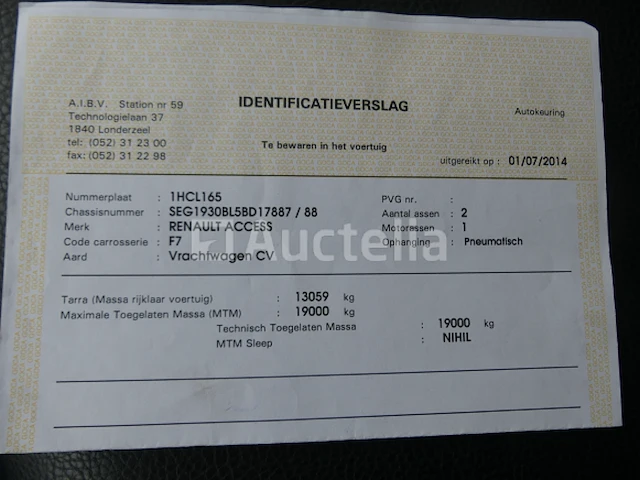 A.I.B.V. Station nr 59
Technologielaan 37
1840 Londerzeel
tel: (052) 31 23 00
fax: (052) 31 22 98
IDENTIFICATIEVERSLAG
Te bewaren in het voertuig
Autokeuring
uitgereikt op : 01/07/2014
Nummerplaat : 1HCL165
Chassisnummer : SEG1930BL5BD17887 / 88
Merk : RENAULT ACCESS
Code carrosserie : F7
Aard : Vrachtwagen CV
PVG nr. :
Aantal assen : 2
Motoressen : 1
Ophanging : Pneumatisch
Auctelia
Tarra (Massa rijklaar voertuig) : 13059 kg
Maximale Toegelaten Massa (MTM) : 19000 kg
Technisch Toegelaten Massa : 19000 kg
MTM Sleep : NIHIL